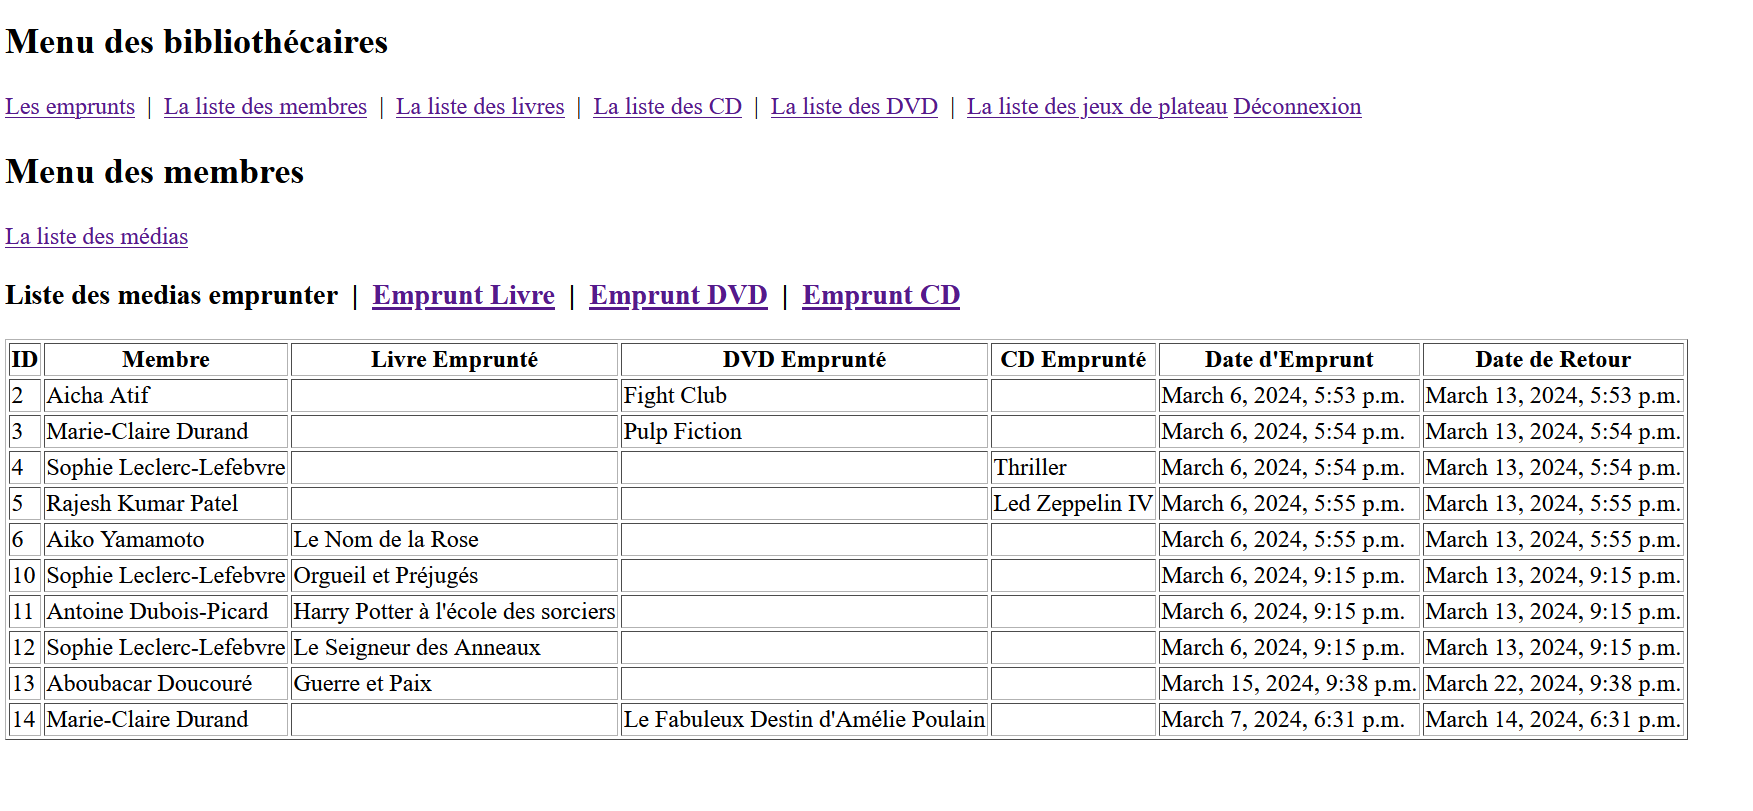 Menu des bibliothécaires
Les emprunts | La liste des membres | La liste des livres | La liste des CD | La liste des DVD | La liste des jeux de plateau Déconnexion
Menu des membres
La liste des médias
Liste des medias emprunter | Emprunt Livre | Emprunt DVD | Emprunt CD
ID Membre Livre Emprunté DVD Emprunté CD Emprunté Date d'Emprunt Date de Retour
2 Aicha Atif Fight Club March 6, 2024, 5:53 p.m. March 13, 2024, 5:53 p.m.
3 Marie-Claire Durand Pulp Fiction March 6, 2024, 5:54 p.m. March 13, 2024, 5:54 p.m.
4 Sophie Leclerc-Lefebvre Thriller March 6, 2024, 5:54 p.m. March 13, 2024, 5:54 p.m.
5 Rajesh Kumar Patel Led Zeppelin IV March 6, 2024, 5:55 p.m. March 13, 2024, 5:55 p.m.
6 Aiko Yamamoto Le Nom de la Rose March 6, 2024, 5:55 p.m. March 13, 2024, 5:55 p.m.
10 Sophie Leclerc-Lefebvre Orgueil et Préjugés March 6, 2024, 9:15 p.m. March 13, 2024, 9:15 p.m.
11 Antoine Dubois-Picard Harry Potter à l'école des sorciers March 6, 2024, 9:15 p.m. March 13, 2024, 9:15 p.m.
12 Sophie Leclerc-Lefebvre Le Seigneur des Anneaux March 6, 2024, 9:15 p.m. March 13, 2024, 9:15 p.m.
13 Aboubacar Doucouré Guerre et Paix March 15, 2024, 9:38 p.m. March 22, 2024, 9:38 p.m.
14 Marie-Claire Durand Le Fabuleux Destin d'Amélie Poulain March 7, 2024, 6:31 p.m. March 14, 2024, 6:31 p.m.